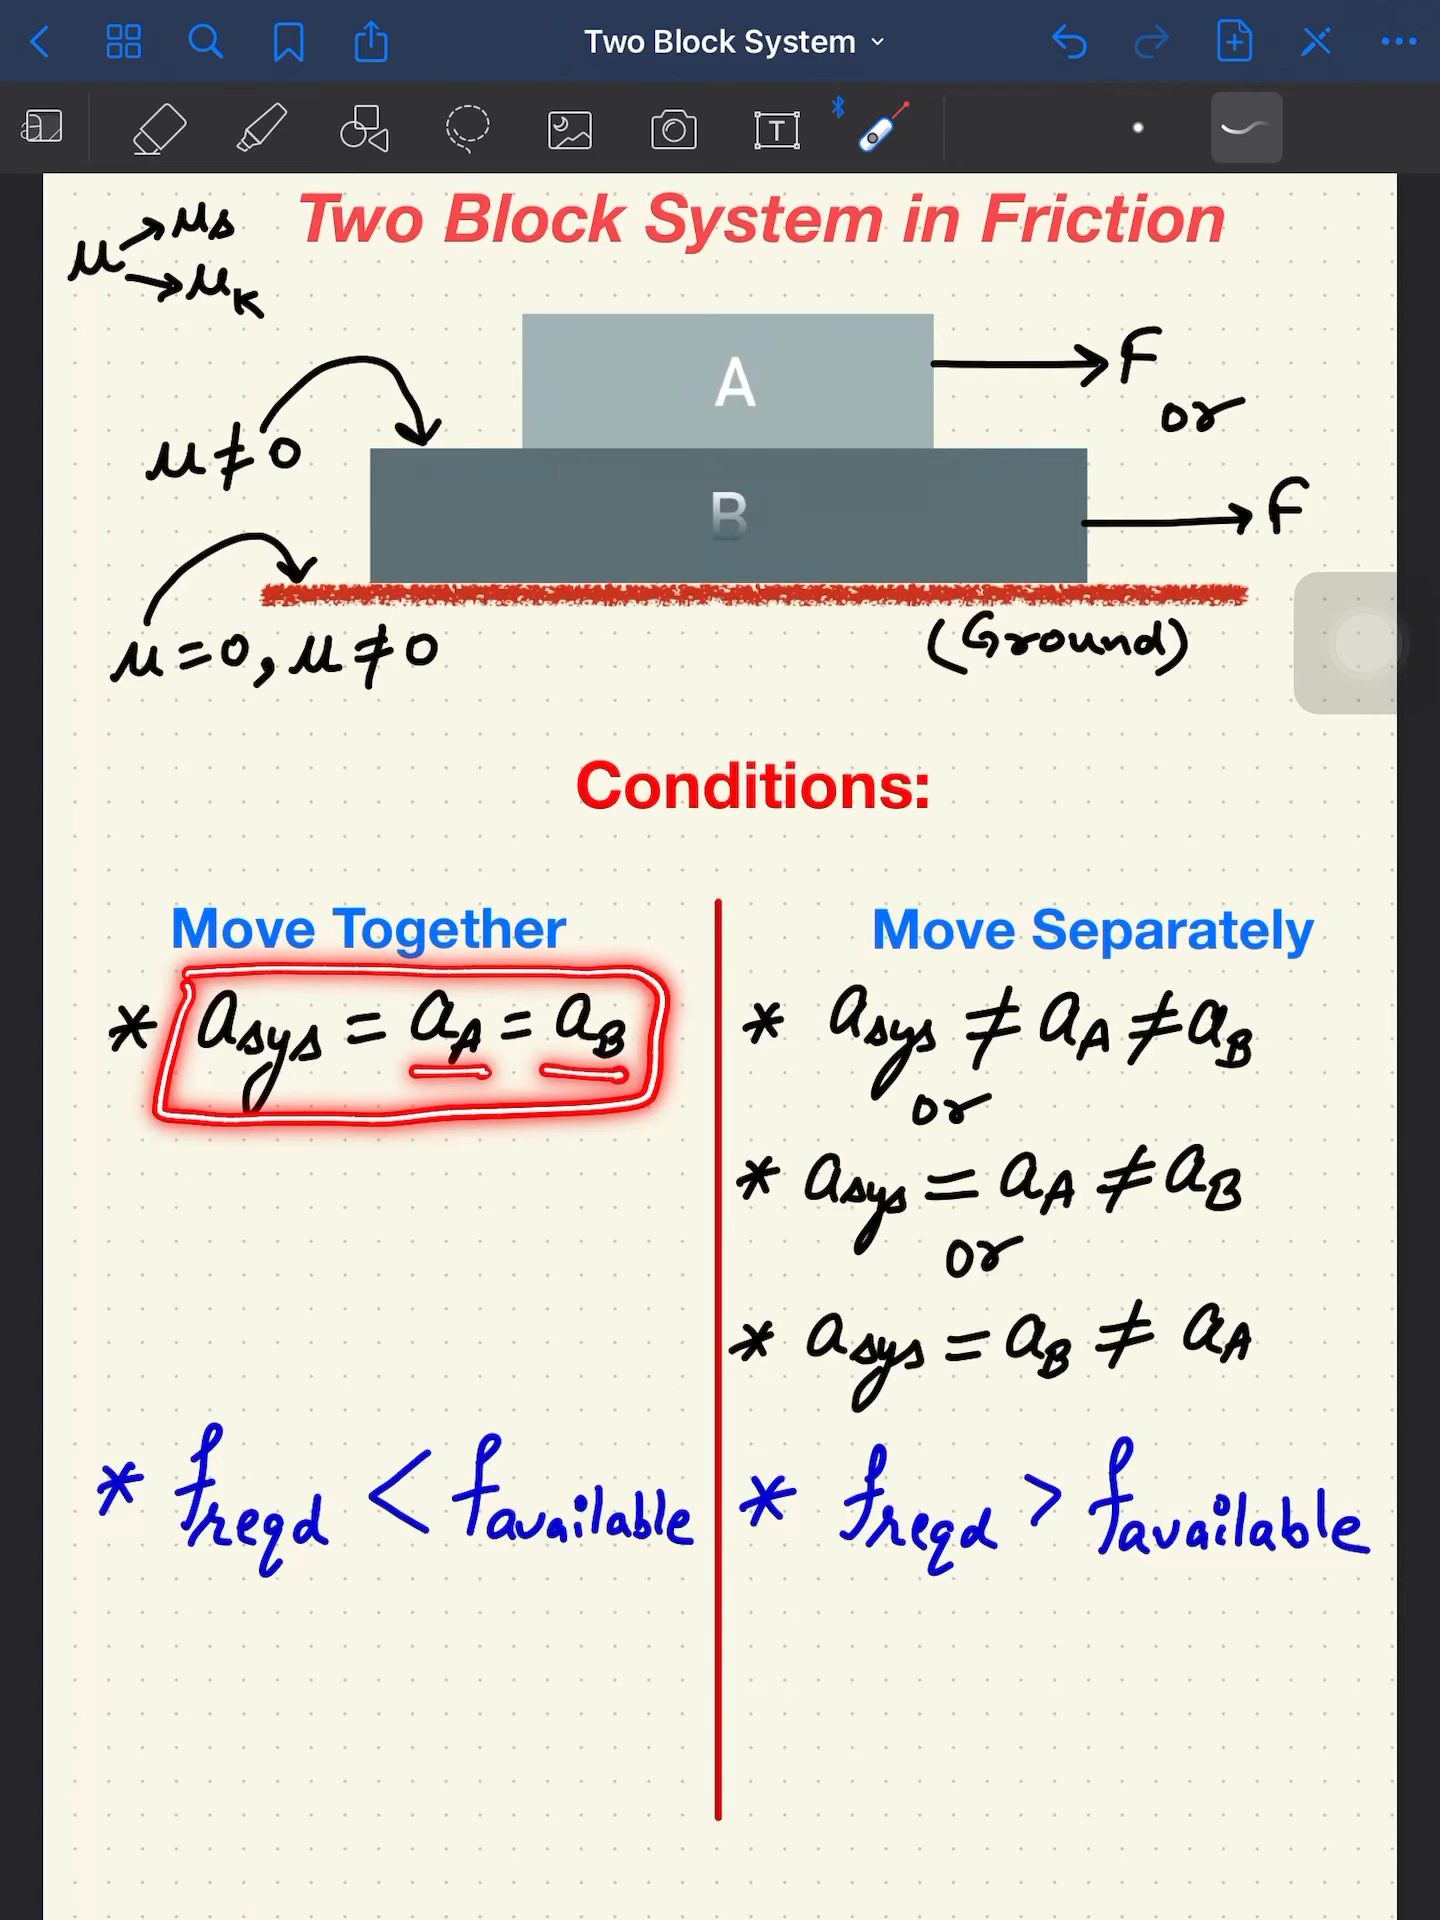 Two Block System
T
Two Block System in Friction
μ → μs
→ μK
A
→ F
or
μ ≠ 0
B
→ F
μ = 0, μ ≠ 0
(Ground)
Conditions:
Move Together
* asys = aA = aB
* freqd < favailable
Move Separately
* asys ≠ aA ≠ aB
or
* asys = aA ≠ aB
or
* asys = aB ≠ aA
* freqd > favailable